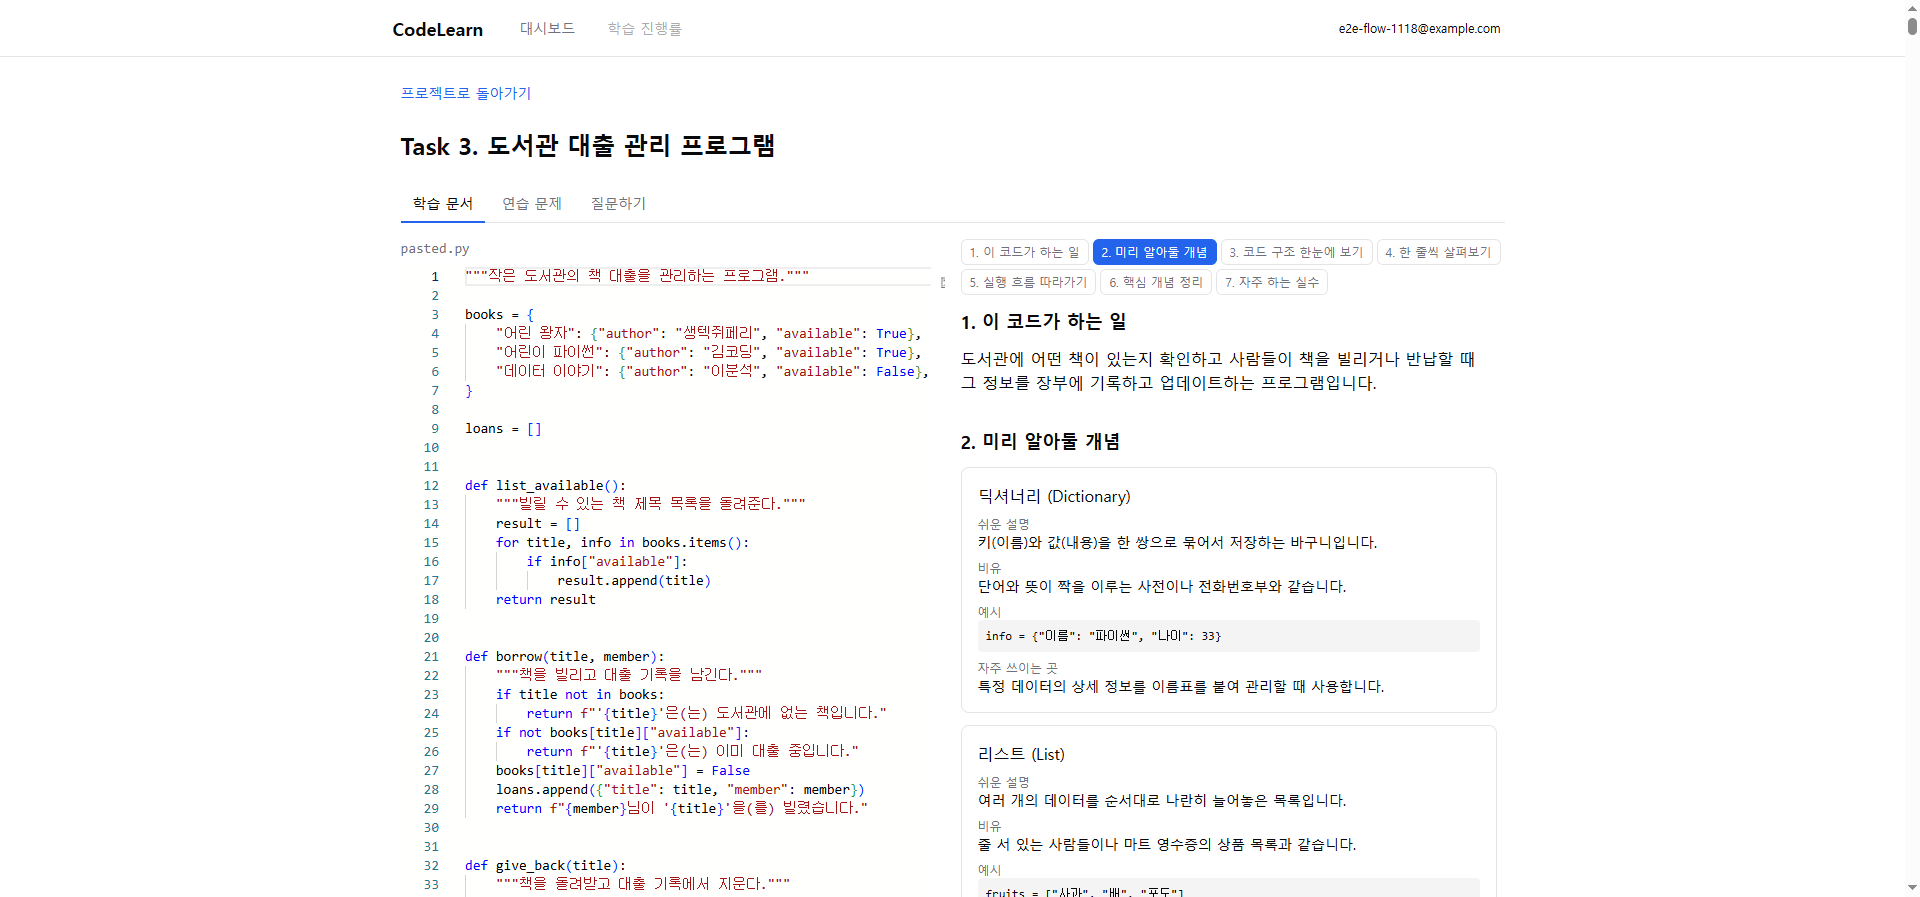 CodeLearn 대시보드 학습 진행률 e2e-flow-1118@example.com
프로젝트로 돌아가기
Task 3. 도서관 대출 관리 프로그램
학습 문서 연습 문제 질문하기
pasted.py
1 """작은 도서관의 책 대출을 관리하는 프로그램."""
2
3 books = {
4     "어린 왕자": {"author": "생텍쥐페리", "available": True},
5     "어린이 파이썬": {"author": "김코딩", "available": True},
6     "데이터 이야기": {"author": "이분석", "available": False},
7 }
8
9 loans = []
10
11
12 def list_available():
13     """빌릴 수 있는 책 제목 목록을 돌려준다."""
14     result = []
15     for title, info in books.items():
16         if info["available"]:
17             result.append(title)
18     return result
19
20
21 def borrow(title, member):
22     """책을 빌리고 대출 기록을 남긴다."""
23     if title not in books:
24         return f"'{title}'은(는) 도서관에 없는 책입니다."
25     if not books[title]["available"]:
26         return f"'{title}'은(는) 이미 대출 중입니다."
27     books[title]["available"] = False
28     loans.append({"title": title, "member": member})
29     return f"{member}님이 '{title}'을(를) 빌렸습니다."
30
31
32 def give_back(title):
33     """책을 돌려받고 대출 기록에서 지운다."""
1. 이 코드가 하는 일 2. 미리 알아둘 개념 3. 코드 구조 한눈에 보기 4. 한 줄씩 살펴보기
5. 실행 흐름 따라가기 6. 핵심 개념 정리 7. 자주 하는 실수
1. 이 코드가 하는 일
도서관에 어떤 책이 있는지 확인하고 사람들이 책을 빌리거나 반납할 때
그 정보를 장부에 기록하고 업데이트하는 프로그램입니다.
2. 미리 알아둘 개념
딕셔너리 (Dictionary)
쉬운 설명
키(이름)와 값(내용)을 한 쌍으로 묶어서 저장하는 바구니입니다.
비유
단어와 뜻이 짝을 이루는 사전이나 전화번호부와 같습니다.
예시
info = {"이름": "파이썬", "나이": 33}
자주 쓰이는 곳
특정 데이터의 상세 정보를 이름표를 붙여 관리할 때 사용합니다.
리스트 (List)
쉬운 설명
여러 개의 데이터를 순서대로 나란히 늘어놓은 목록입니다.
비유
줄 서 있는 사람들이나 마트 영수증의 상품 목록과 같습니다.
예시
fruits = ["사과", "배", "포도"]